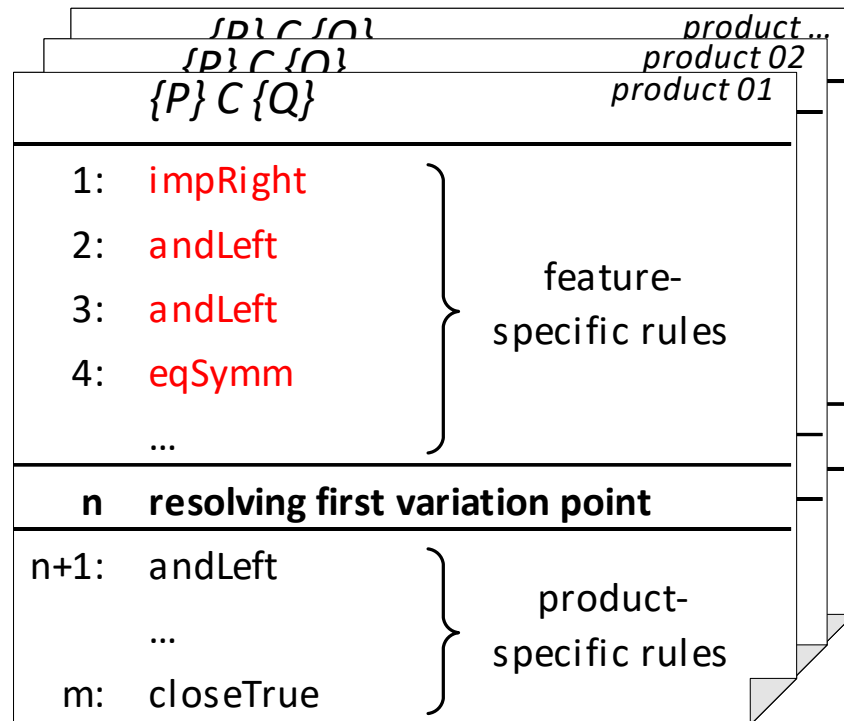 {P} C {Q} product ...
{P} C {Q} product 02
{P} C {Q} product 01
1: impRight
2: andLeft
3: andLeft
4: eqSymm
...
feature-
specific rules
n resolving first variation point
n+1: andLeft
...
m: closeTrue
product-
specific rules